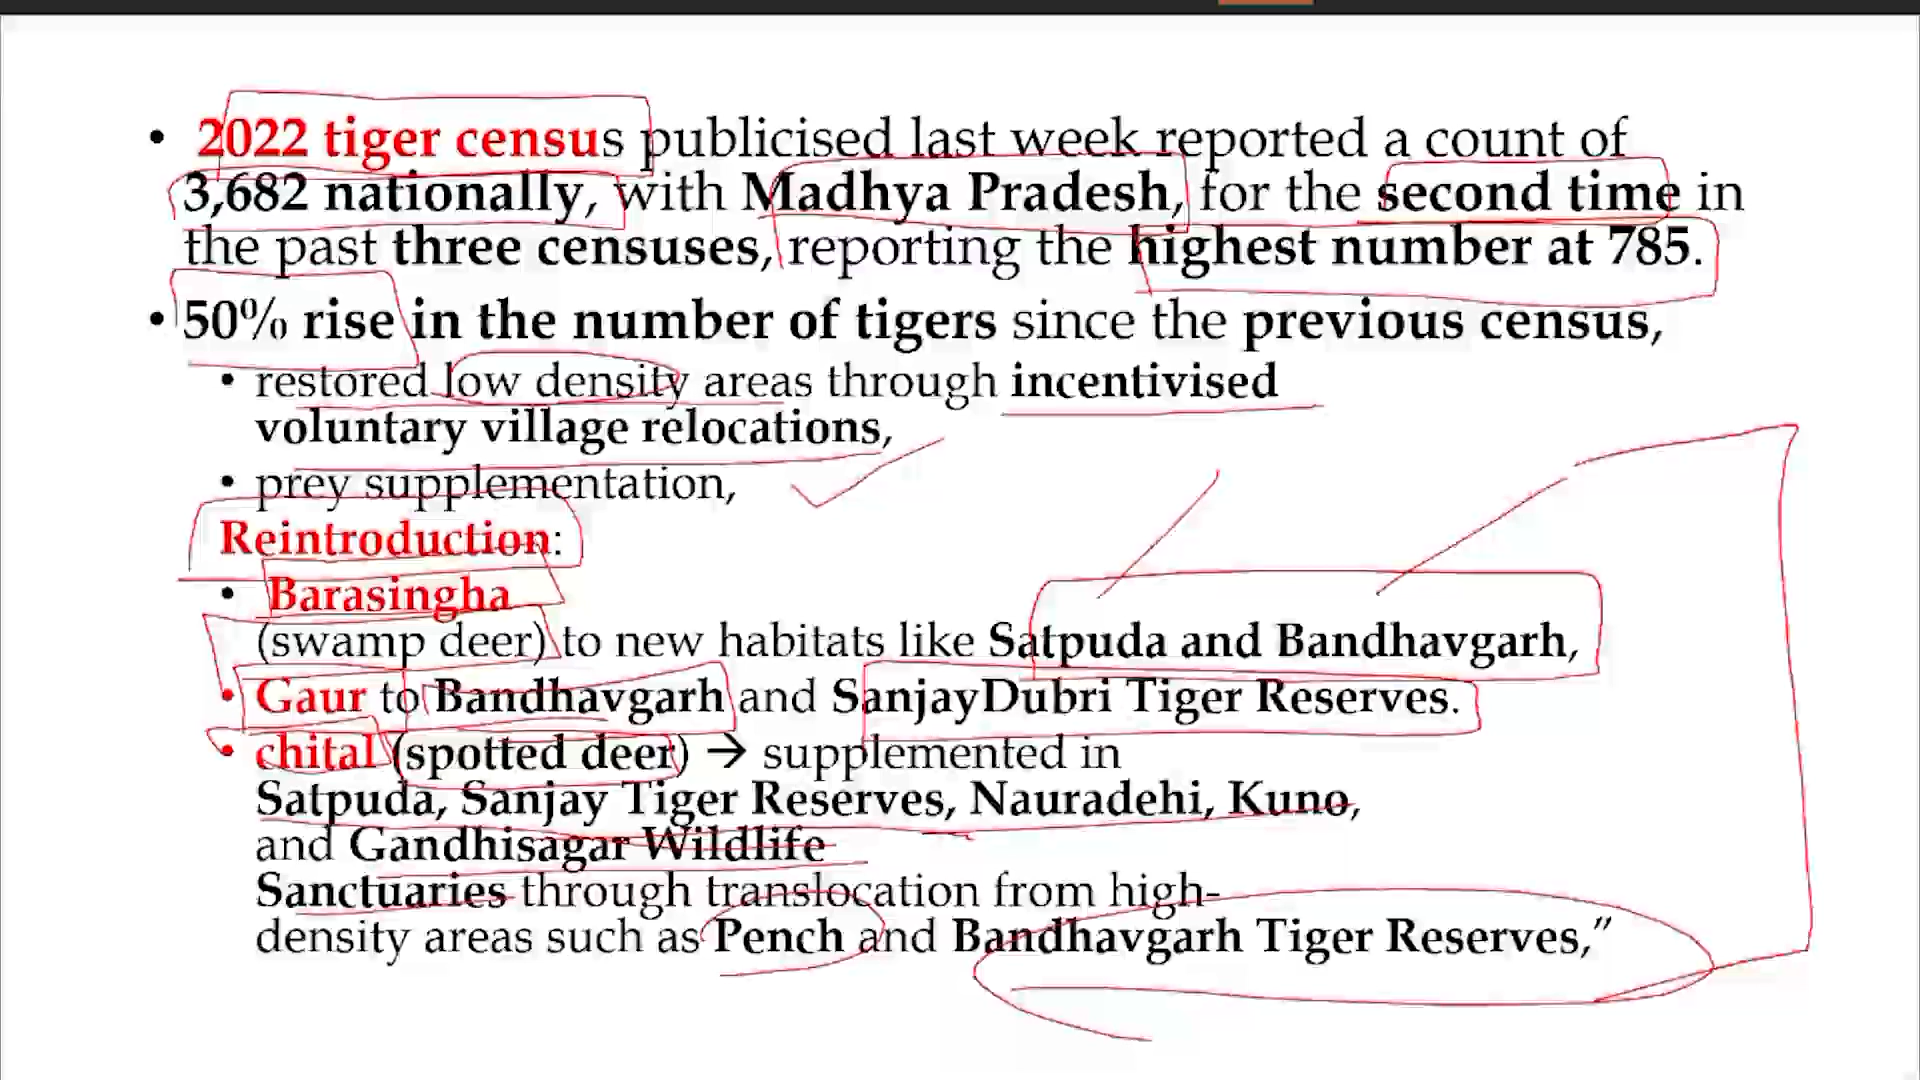 • 2022 tiger census publicised last week reported a count of
3,682 nationally, with Madhya Pradesh, for the second time in
the past three censuses, reporting the highest number at 785.
• 50% rise in the number of tigers since the previous census,
• restored low density areas through incentivised
voluntary village relocations,
• prey supplementation,
Reintroduction:
• Barasingha
(swamp deer) to new habitats like Satpuda and Bandhavgarh,
• Gaur to Bandhavgarh and SanjayDubri Tiger Reserves.
• chital (spotted deer) → supplemented in
Satpuda, Sanjay Tiger Reserves, Nauradehi, Kuno,
and Gandhisagar Wildlife
Sanctuaries through translocation from high-
density areas such as Pench and Bandhavgarh Tiger Reserves,”